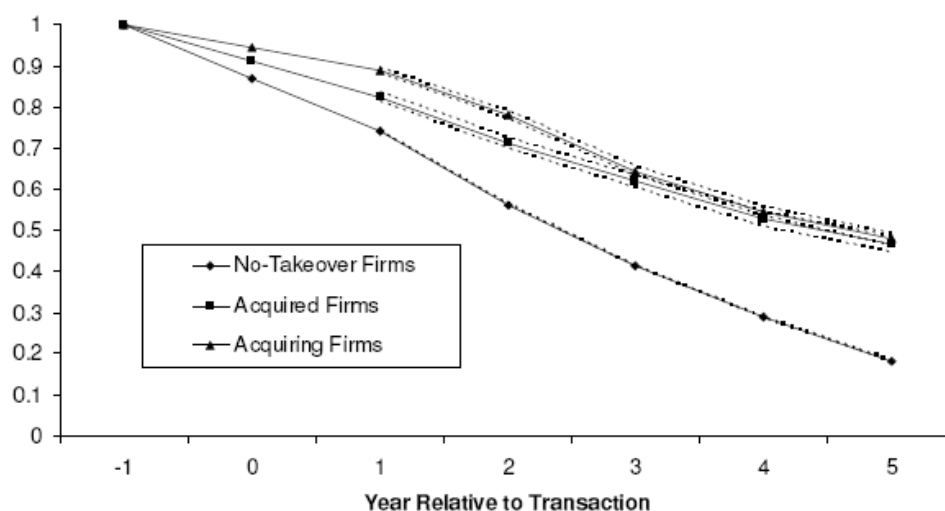 1
0.9
0.8
0.7
0.6
0.5
0.4
0.3
0.2
0.1
0
No-Takeover Firms
Acquired Firms
Acquiring Firms
-1 0 1 2 3 4 5
Year Relative to Transaction